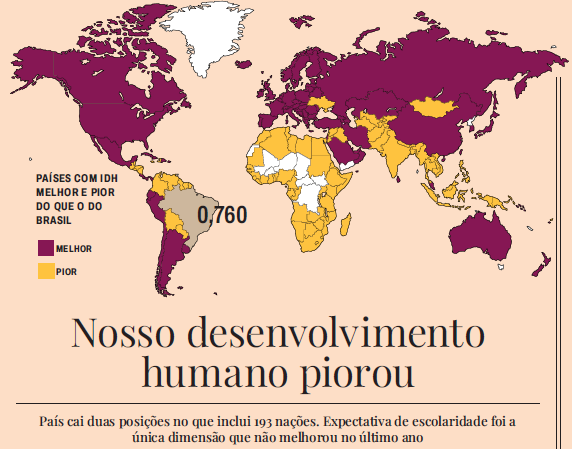 PAÍSES COM IDH
MELHOR E PIOR
DO QUE O DO
BRASIL
0,760
MELHOR
PIOR
Nosso desenvolvimento
humano piorou
País cai duas posições no que inclui 193 nações. Expectativa de escolaridade foi a
única dimensão que não melhorou no último ano